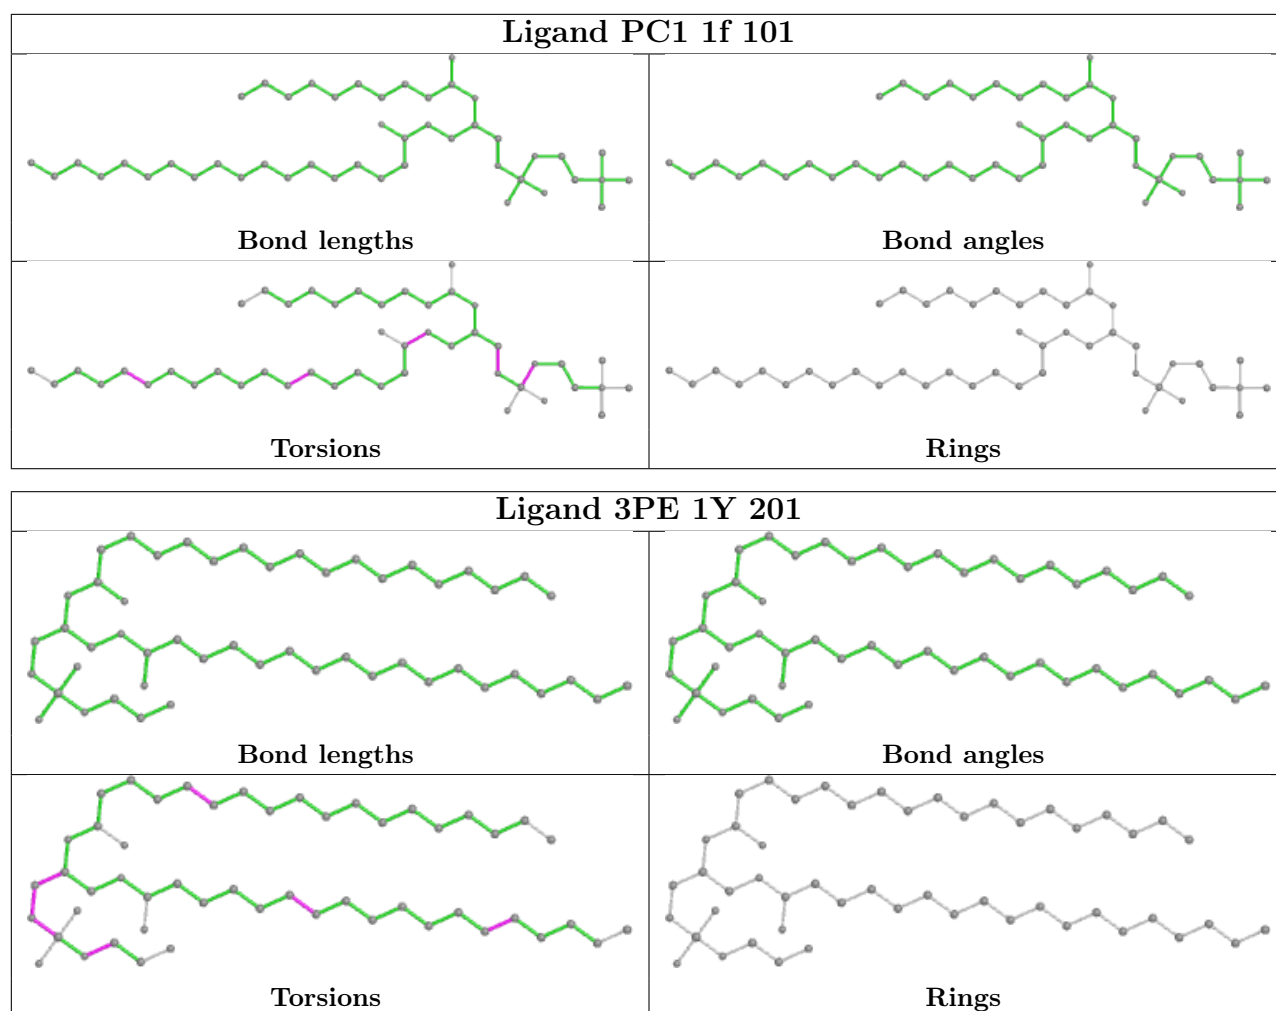 Ligand PC1 1f 101
Bond lengths
Bond angles
Torsions
Rings
Ligand 3PE 1Y 201
Bond lengths
Bond angles
Torsions
Rings